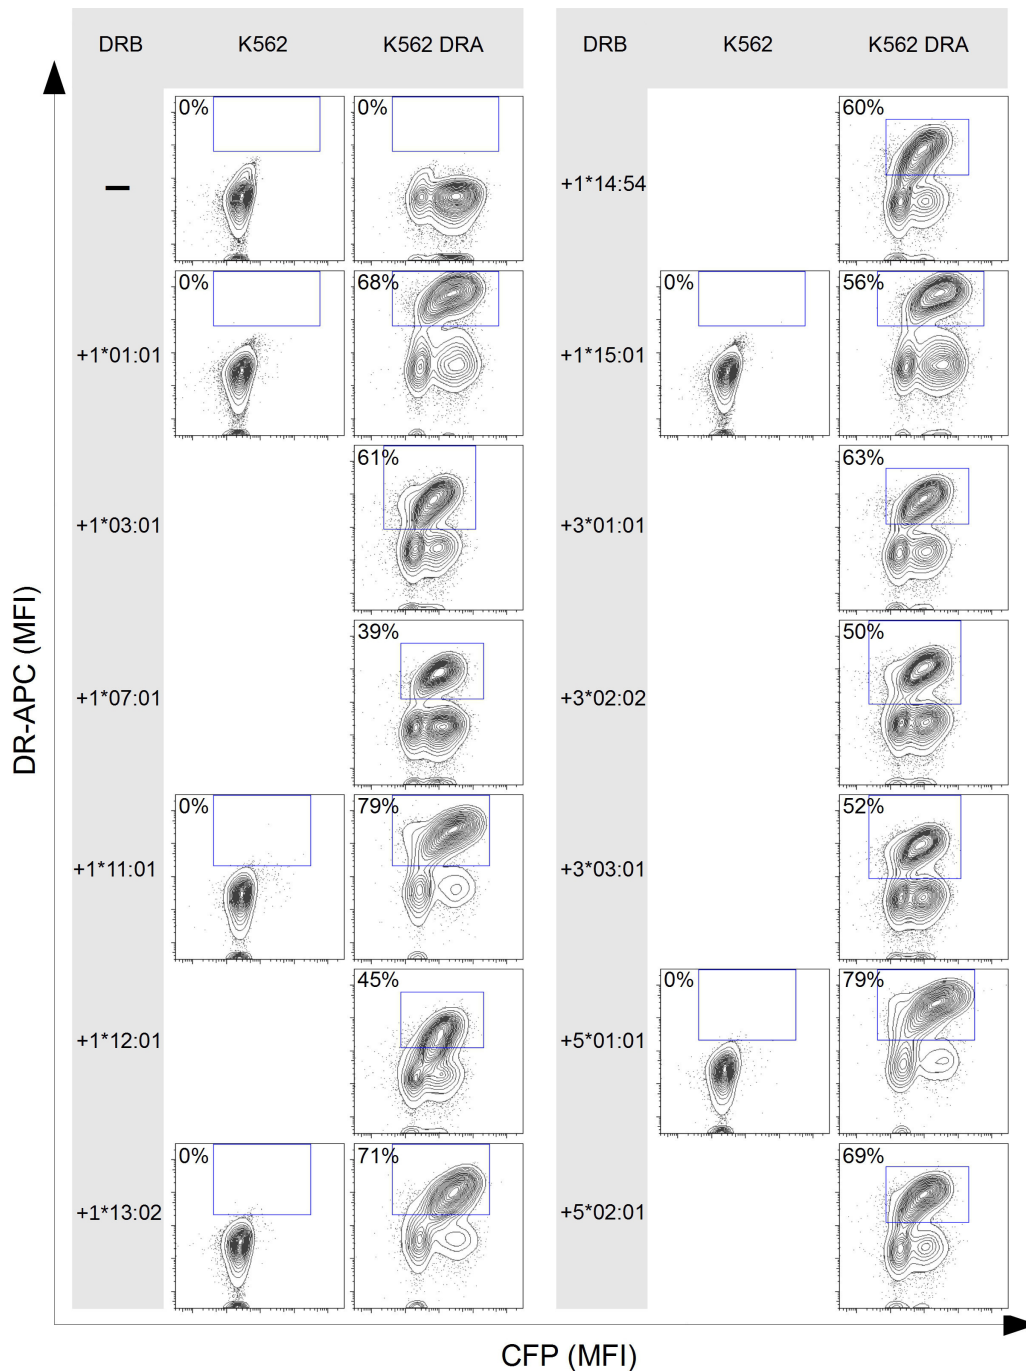 DRB K562 K562 DRA DRB K562 K562 DRA
0% 0% 60%
— +1*14:54
0% 68% 0% 56%
+1*01:01 +1*15:01
61% 63%
+1*03:01 +3*01:01
39% 50%
+1*07:01 +3*02:02
0% 79% 52%
+1*11:01 +3*03:01
45% 0% 79%
+1*12:01 +5*01:01
0% 71% 69%
+1*13:02 +5*02:01
DR-APC (MFI)
CFP (MFI)